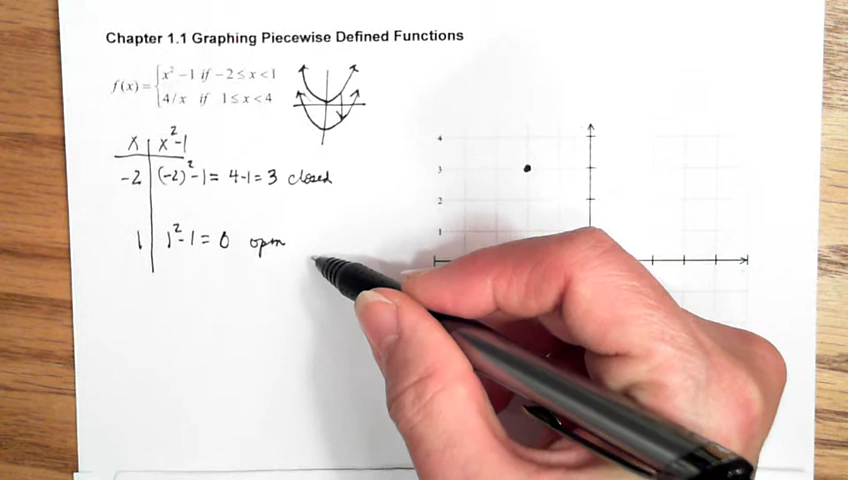 Chapter 1.1 Graphing Piecewise Defined Functions
f(x) = { x² − 1 if − 2 ≤ x < 1
4/x if 1 ≤ x < 4
x | x²-1
-2 | (-2)² - 1 = 4-1 = 3 closed
1 | 1² - 1 = 0 open
4
3
2
1